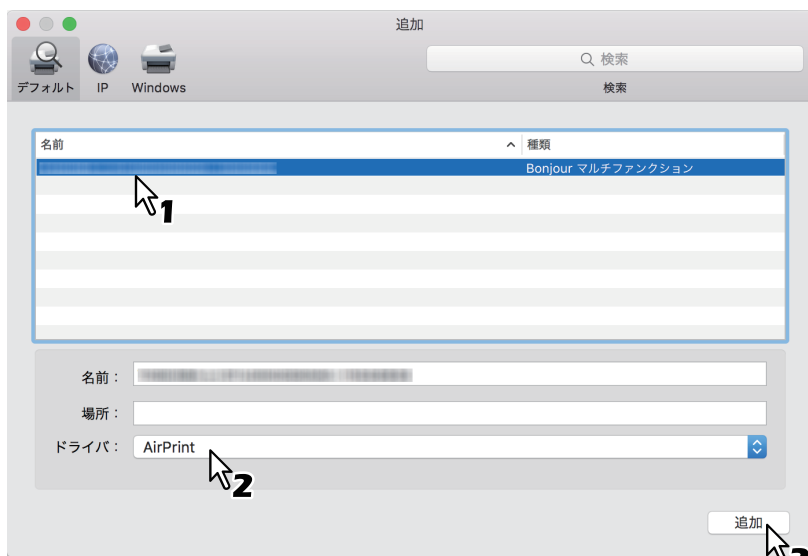 追加
検索
デフォルト IP Windows 検索
名前 種類
Bonjour マルチファンクション
1
名前：
場所：
ドライバ： AirPrint
2
追加